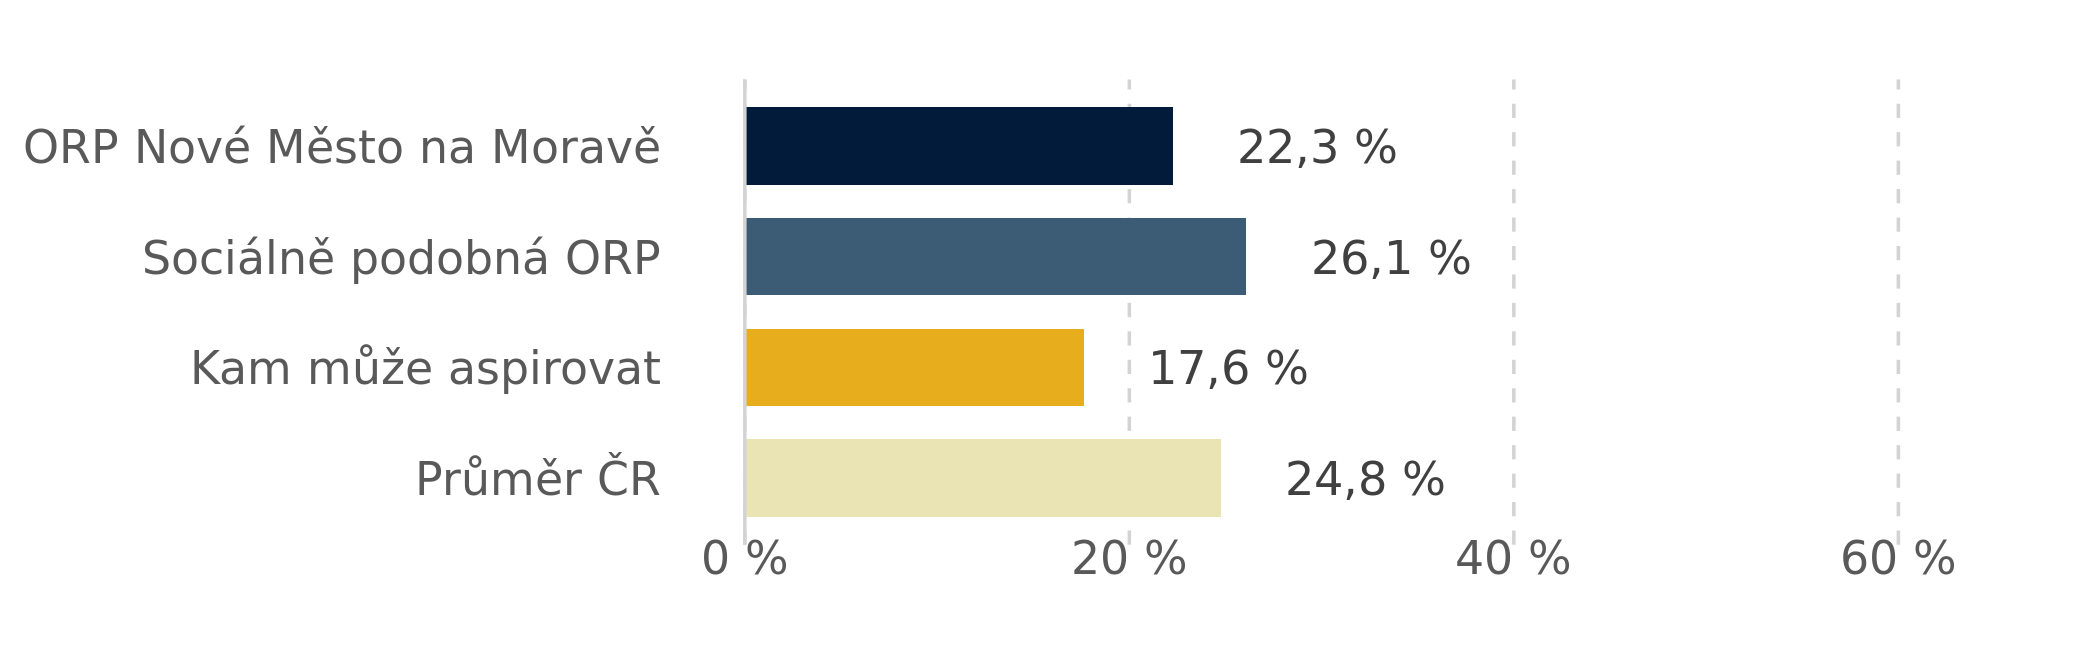 ORP Nové Město na Moravě 22,3 %
Sociálně podobná ORP 26,1 %
Kam může aspirovat 17,6 %
Průměr ČR 24,8 %
0 % 20 % 40 % 60 %